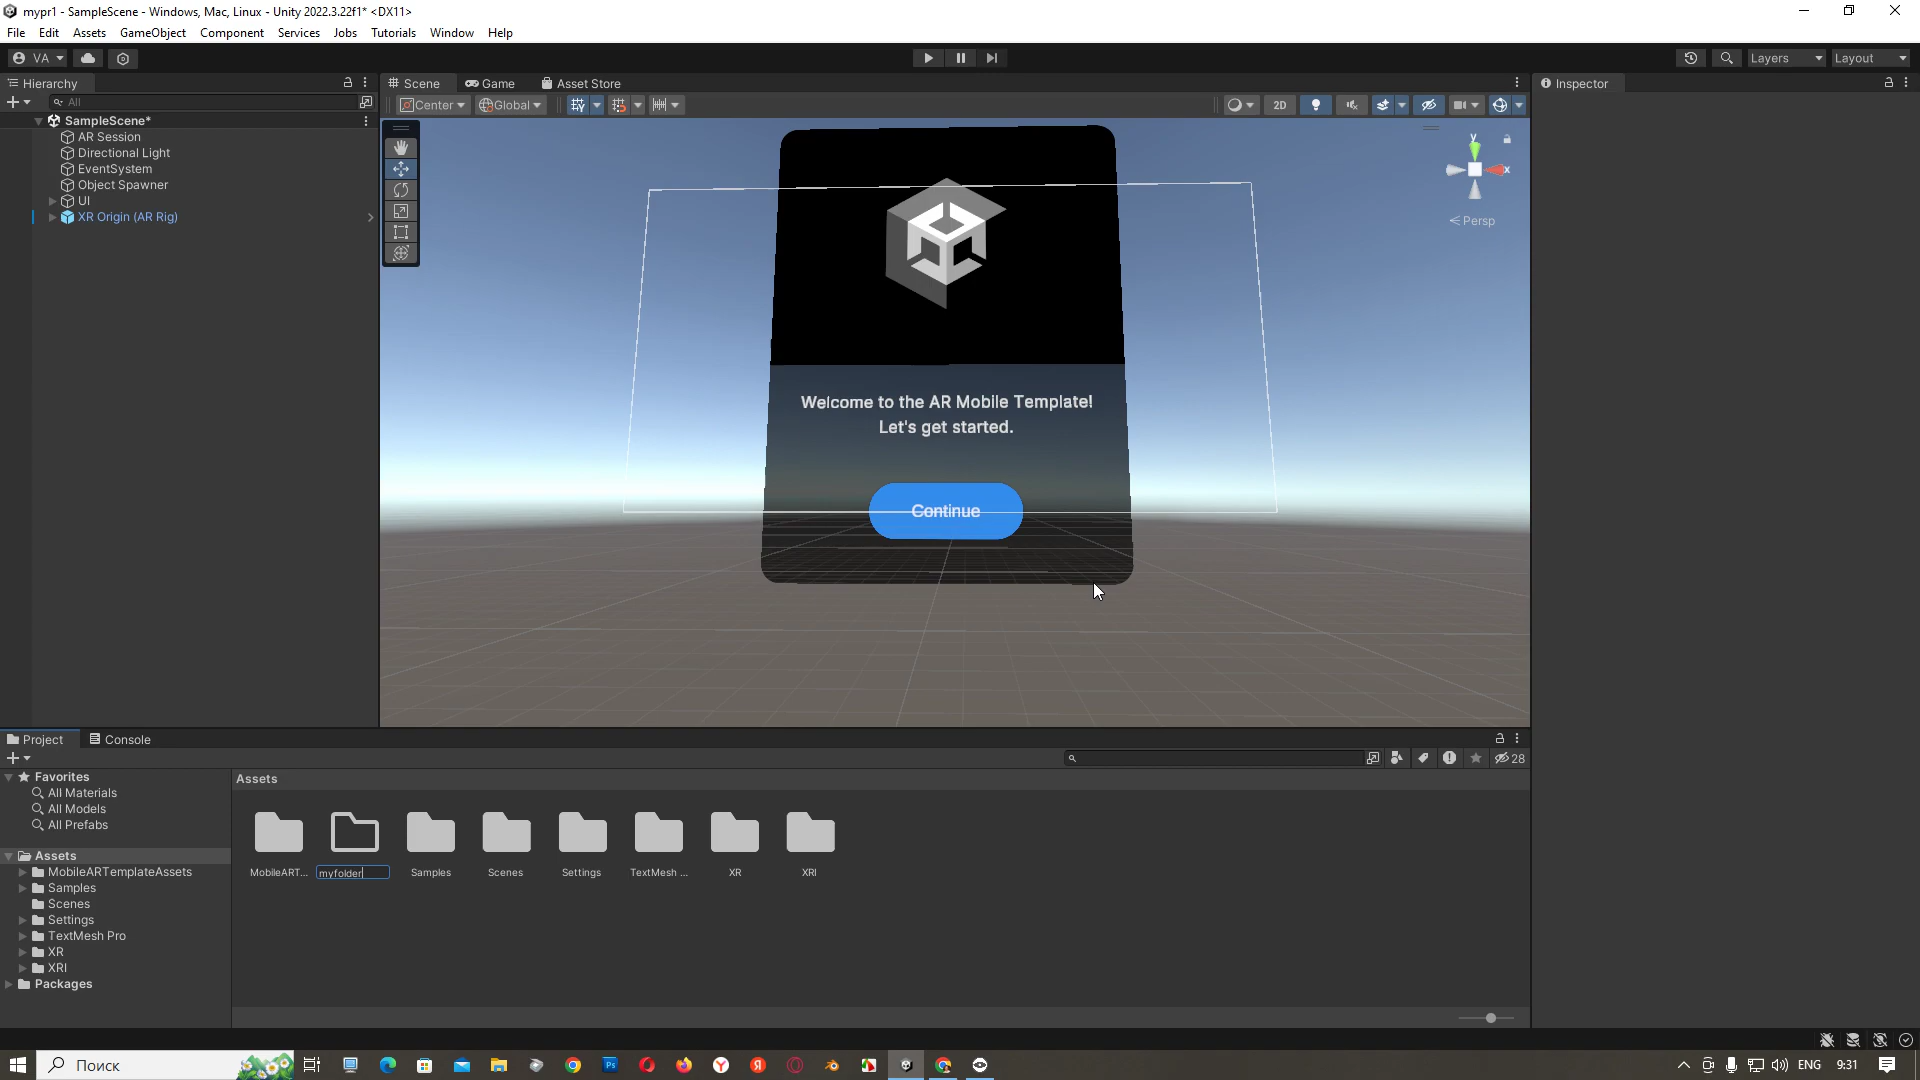 mypr1 - SampleScene - Windows, Mac, Linux - Unity 2022.3.22f1* <DX11>
File Edit Assets GameObject Component Services Jobs Tutorials Window Help
VA
Layers
Layout
Hierarchy
All
SampleScene*
AR Session
Directional Light
EventSystem
Object Spawner
UI
XR Origin (AR Rig)
Scene Game Asset Store
Center Global
2D
y
x
Persp
Welcome to the AR Mobile Template!
Let's get started.
Continue
Inspector
Project Console
28
Favorites
All Materials
All Models
All Prefabs
Assets
MobileARTemplateAssets
Samples
Scenes
Settings
TextMesh Pro
XR
XRI
Packages
Assets
MobileART... myfolder Samples Scenes Settings TextMesh ... XR XRI
Поиск
Ps
ENG 9:31